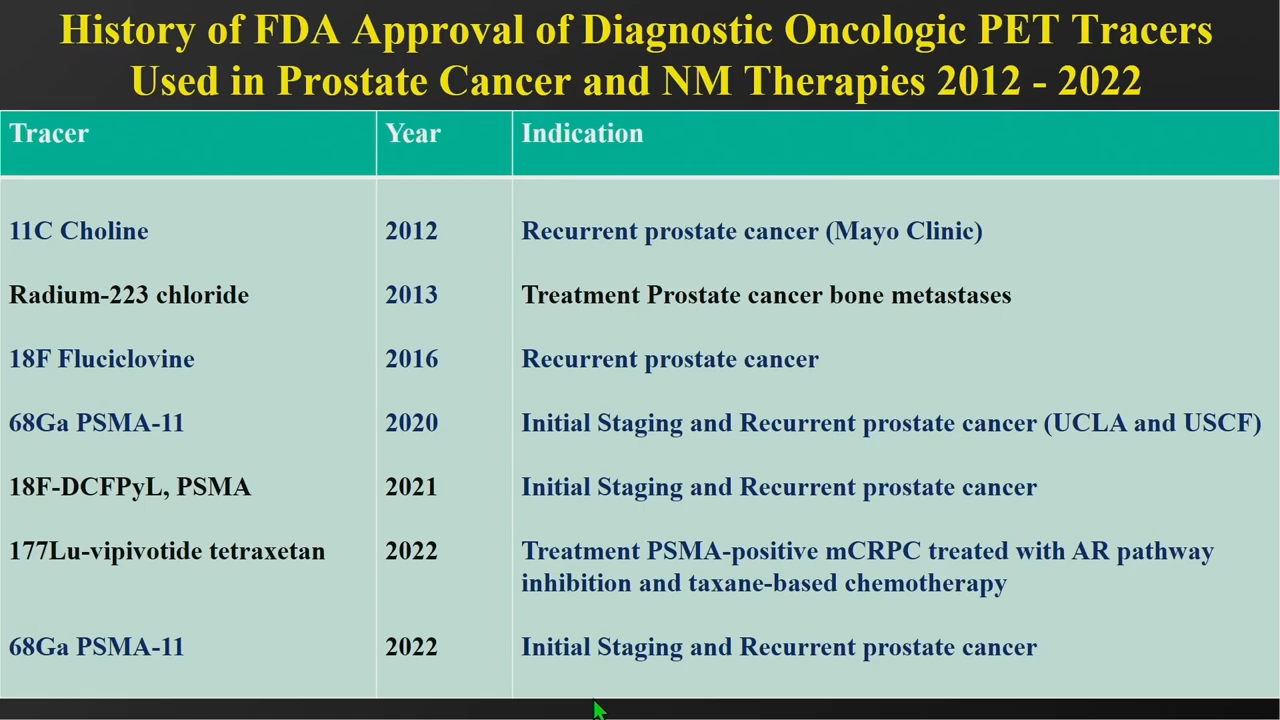 History of FDA Approval of Diagnostic Oncologic PET Tracers
Used in Prostate Cancer and NM Therapies 2012 - 2022
Tracer Year Indication
11C Choline 2012 Recurrent prostate cancer (Mayo Clinic)
Radium-223 chloride 2013 Treatment Prostate cancer bone metastases
18F Fluciclovine 2016 Recurrent prostate cancer
68Ga PSMA-11 2020 Initial Staging and Recurrent prostate cancer (UCLA and USCF)
18F-DCFPyL, PSMA 2021 Initial Staging and Recurrent prostate cancer
177Lu-vipivotide tetraxetan 2022 Treatment PSMA-positive mCRPC treated with AR pathway
inhibition and taxane-based chemotherapy
68Ga PSMA-11 2022 Initial Staging and Recurrent prostate cancer